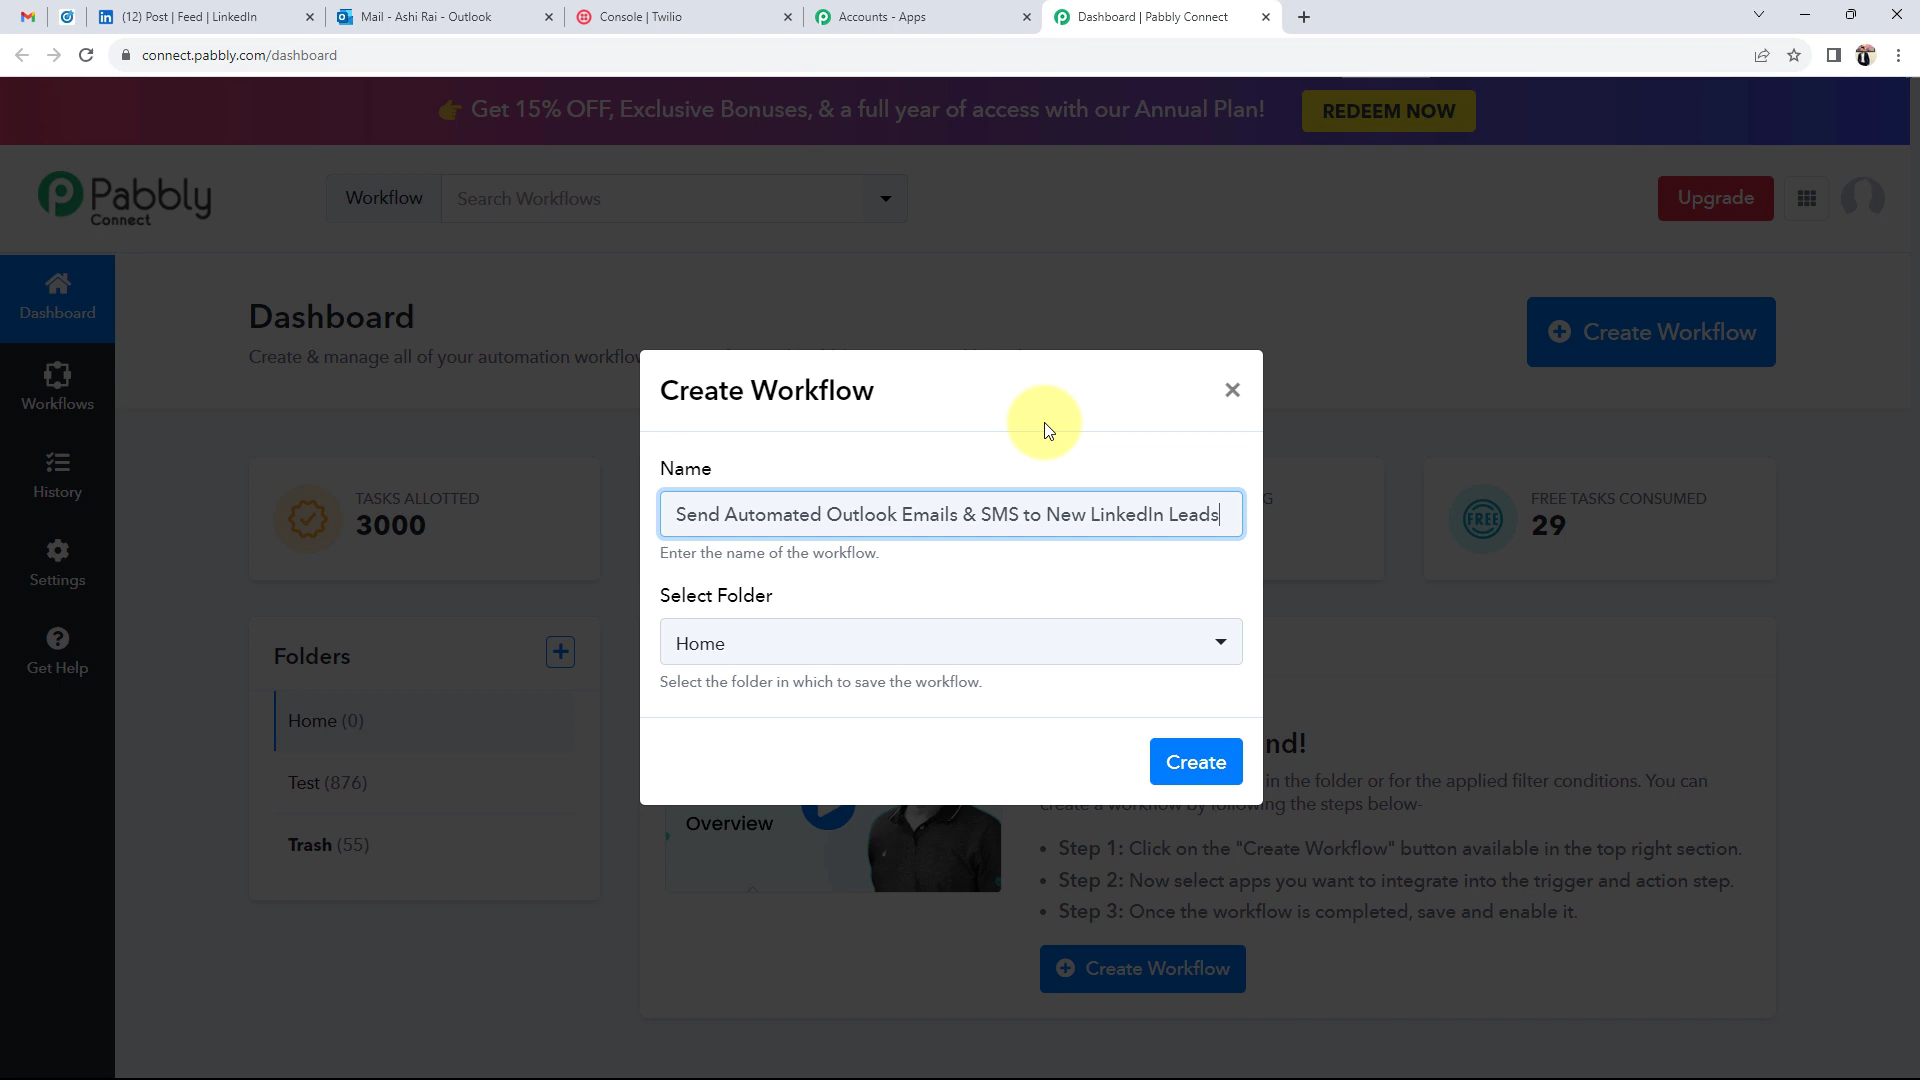 (12) Post | Feed | LinkedIn
Mail - Ashi Rai - Outlook
Console | Twilio
Accounts - Apps
Dashboard | Pabbly Connect
connect.pabbly.com/dashboard
Get 15% OFF, Exclusive Bonuses, & a full year of access with our Annual Plan!
REDEEM NOW
Pabbly
Connect
Workflow
Search Workflows
Upgrade
Dashboard
Workflows
History
Settings
Get Help
Dashboard
Create & manage all of your automation
Create Workflow
TASKS ALLOTTED
3000
G
FREE TASKS CONSUMED
29
FREE
Folders
Home (0)
Test (876)
Trash (55)
Create Workflow
Name
Send Automated Outlook Emails & SMS to New LinkedIn Leads
Enter the name of the workflow.
Select Folder
Home
Select the folder in which to save the workflow.
Create
nd!
in the folder or for the applied filter conditions. You can
create a workflow by following the steps below-
Overview
• Step 1: Click on the "Create Workflow" button available in the top right section.
• Step 2: Now select apps you want to integrate into the trigger and action step.
• Step 3: Once the workflow is completed, save and enable it.
Create Workflow